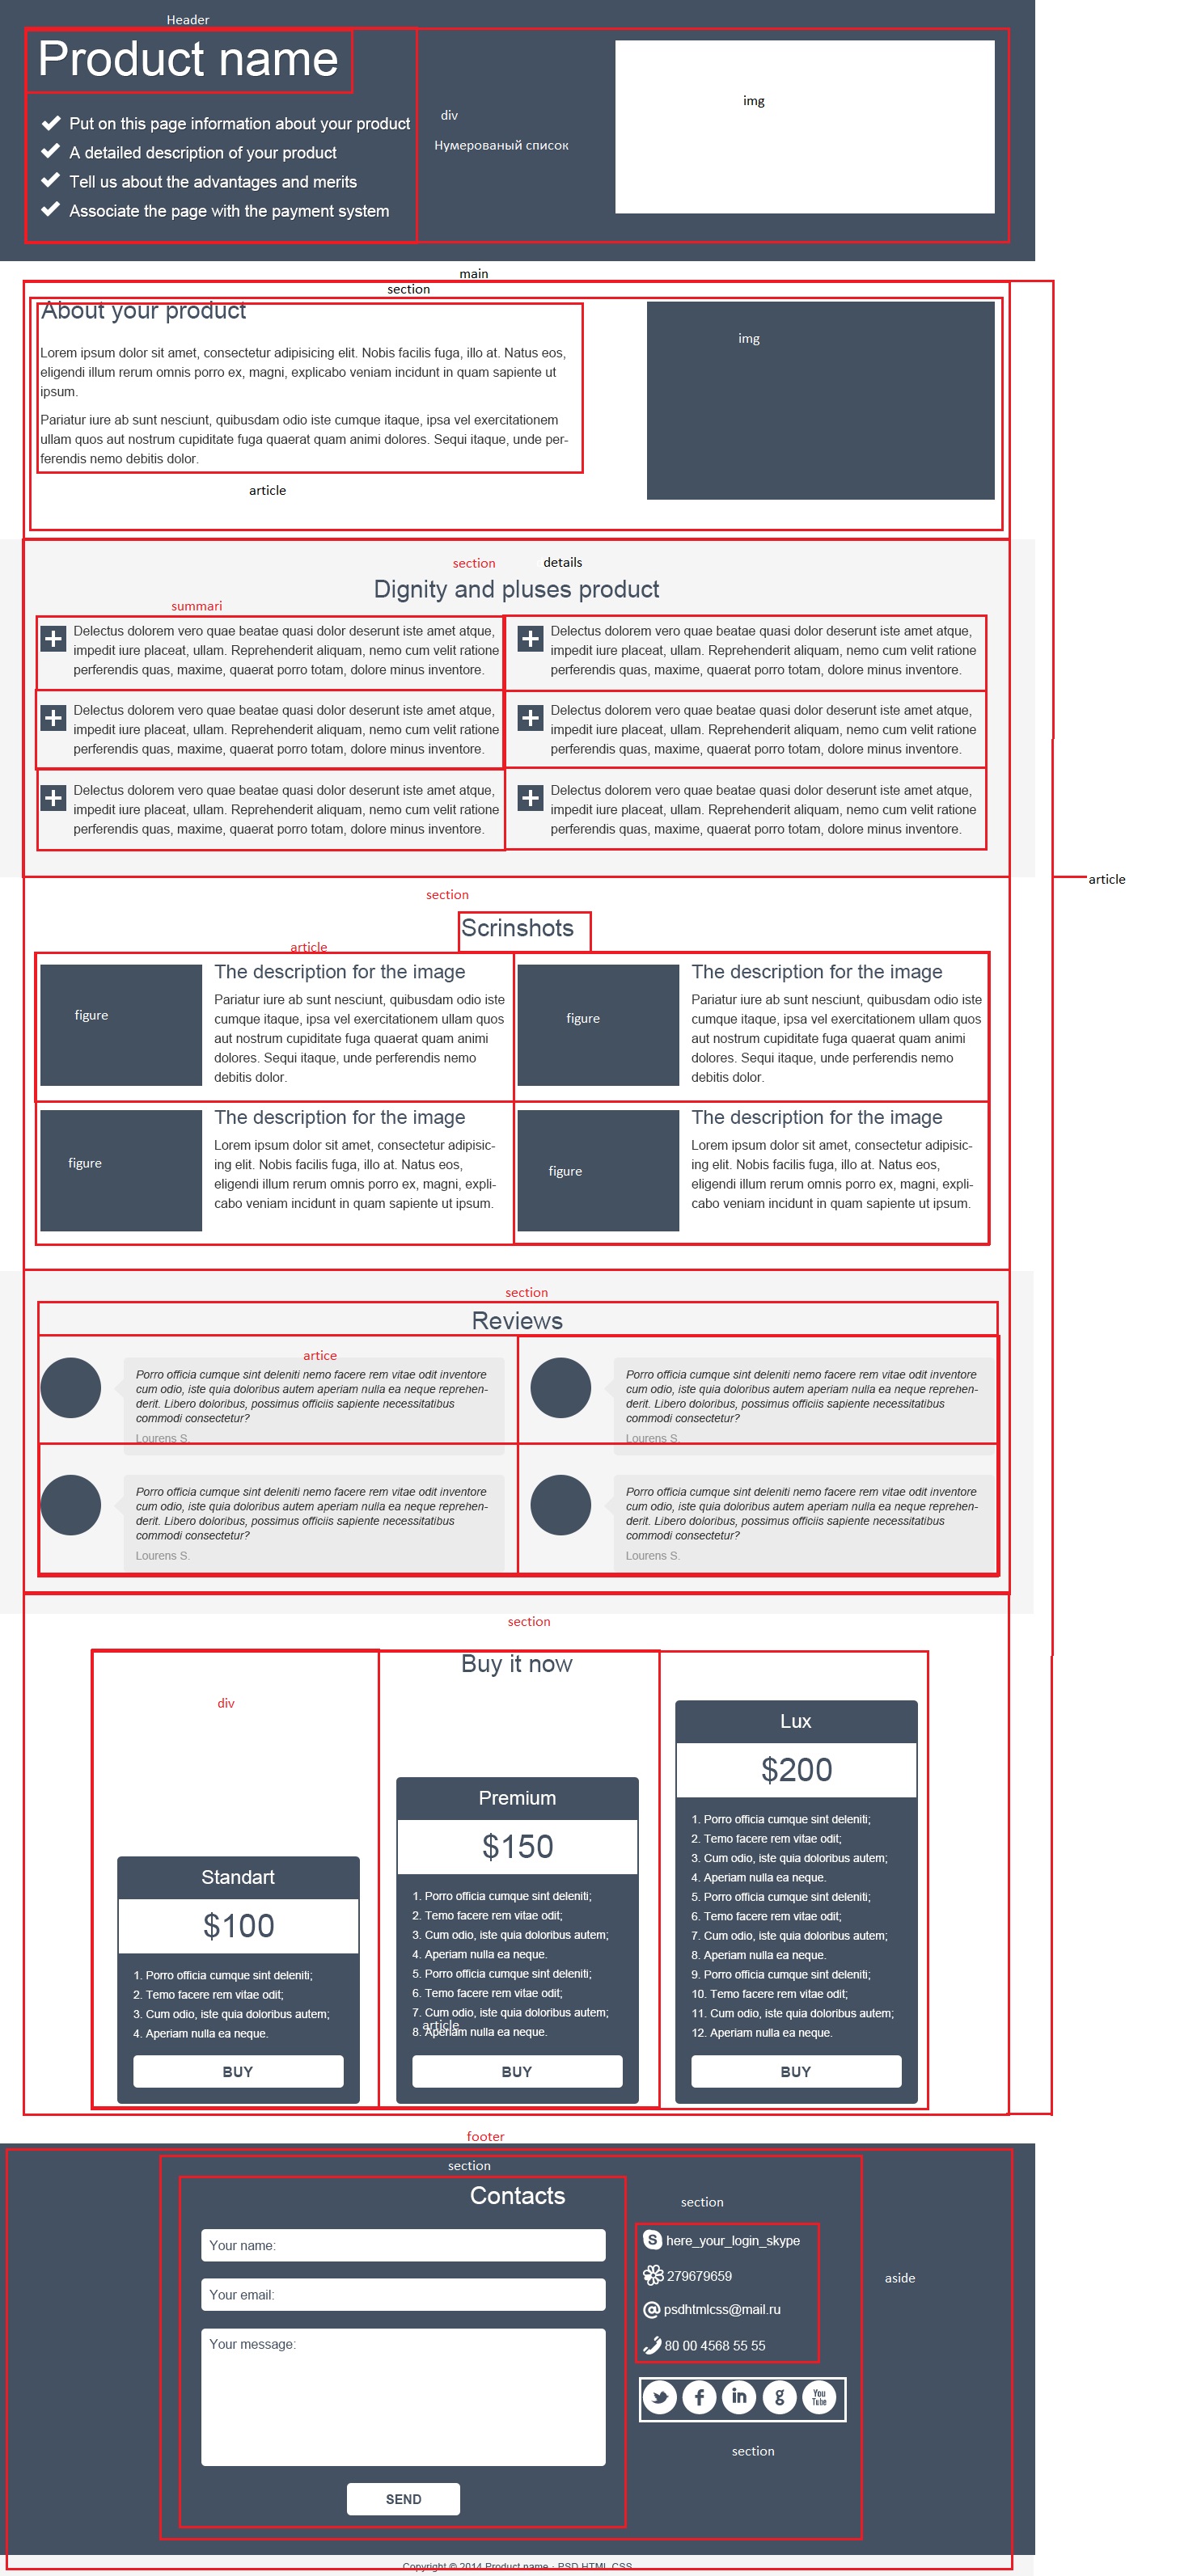 Header
Product name
Put on this page information about your product
A detailed description of your product
Tell us about the advantages and merits
Associate the page with the payment system
div
Нумерованый список
img
main
section
About your product
Lorem ipsum dolor sit amet, consectetur adipisicing elit. Nobis facilis fuga, illo at. Natus eos,
eligendi illum rerum omnis porro ex, magni, explicabo veniam incidunt in quam sapiente ut
ipsum.
Pariatur iure ab sunt nesciunt, quibusdam odio iste cumque itaque, ipsa vel exercitationem
ullam quos aut nostrum cupiditate fuga quaerat quam animi dolores. Sequi itaque, unde per-
ferendis nemo debitis dolor.
img
article
section
details
Dignity and pluses product
summari
Delectus dolorem vero quae beatae quasi dolor deserunt iste amet atque,
impedit iure placeat, ullam. Reprehenderit aliquam, nemo cum velit ratione
perferendis quas, maxime, quaerat porro totam, dolore minus inventore.
Delectus dolorem vero quae beatae quasi dolor deserunt iste amet atque,
impedit iure placeat, ullam. Reprehenderit aliquam, nemo cum velit ratione
perferendis quas, maxime, quaerat porro totam, dolore minus inventore.
Delectus dolorem vero quae beatae quasi dolor deserunt iste amet atque,
impedit iure placeat, ullam. Reprehenderit aliquam, nemo cum velit ratione
perferendis quas, maxime, quaerat porro totam, dolore minus inventore.
Delectus dolorem vero quae beatae quasi dolor deserunt iste amet atque,
impedit iure placeat, ullam. Reprehenderit aliquam, nemo cum velit ratione
perferendis quas, maxime, quaerat porro totam, dolore minus inventore.
Delectus dolorem vero quae beatae quasi dolor deserunt iste amet atque,
impedit iure placeat, ullam. Reprehenderit aliquam, nemo cum velit ratione
perferendis quas, maxime, quaerat porro totam, dolore minus inventore.
Delectus dolorem vero quae beatae quasi dolor deserunt iste amet atque,
impedit iure placeat, ullam. Reprehenderit aliquam, nemo cum velit ratione
perferendis quas, maxime, quaerat porro totam, dolore minus inventore.
article
section
Scrinshots
article
figure
The description for the image
Pariatur iure ab sunt nesciunt, quibusdam odio iste
cumque itaque, ipsa vel exercitationem ullam quos
aut nostrum cupiditate fuga quaerat quam animi
dolores. Sequi itaque, unde perferendis nemo
debitis dolor.
figure
The description for the image
Pariatur iure ab sunt nesciunt, quibusdam odio iste
cumque itaque, ipsa vel exercitationem ullam quos
aut nostrum cupiditate fuga quaerat quam animi
dolores. Sequi itaque, unde perferendis nemo
debitis dolor.
figure
The description for the image
Lorem ipsum dolor sit amet, consectetur adipisic-
ing elit. Nobis facilis fuga, illo at. Natus eos,
eligendi illum rerum omnis porro ex, magni, expli-
cabo veniam incidunt in quam sapiente ut ipsum.
figure
The description for the image
Lorem ipsum dolor sit amet, consectetur adipisic-
ing elit. Nobis facilis fuga, illo at. Natus eos,
eligendi illum rerum omnis porro ex, magni, expli-
cabo veniam incidunt in quam sapiente ut ipsum.
section
Reviews
artice
Porro officia cumque sint deleniti nemo facere rem vitae odit inventore
cum odio, iste quia doloribus autem aperiam nulla ea neque reprehen-
derit. Libero doloribus, possimus officiis sapiente necessitatibus
commodi consectetur?
Lourens S.
Porro officia cumque sint deleniti nemo facere rem vitae odit inventore
cum odio, iste quia doloribus autem aperiam nulla ea neque reprehen-
derit. Libero doloribus, possimus officiis sapiente necessitatibus
commodi consectetur?
Lourens S.
Porro officia cumque sint deleniti nemo facere rem vitae odit inventore
cum odio, iste quia doloribus autem aperiam nulla ea neque reprehen-
derit. Libero doloribus, possimus officiis sapiente necessitatibus
commodi consectetur?
Lourens S.
Porro officia cumque sint deleniti nemo facere rem vitae odit inventore
cum odio, iste quia doloribus autem aperiam nulla ea neque reprehen-
derit. Libero doloribus, possimus officiis sapiente necessitatibus
commodi consectetur?
Lourens S.
section
Buy it now
div
Standart
$100
1. Porro officia cumque sint deleniti;
2. Temo facere rem vitae odit;
3. Cum odio, iste quia doloribus autem;
4. Aperiam nulla ea neque.
BUY
Premium
$150
1. Porro officia cumque sint deleniti;
2. Temo facere rem vitae odit;
3. Cum odio, iste quia doloribus autem;
4. Aperiam nulla ea neque.
5. Porro officia cumque sint deleniti;
6. Temo facere rem vitae odit;
7. Cum odio, iste quia doloribus autem;
article
8. Aperiam nulla ea neque.
BUY
Lux
$200
1. Porro officia cumque sint deleniti;
2. Temo facere rem vitae odit;
3. Cum odio, iste quia doloribus autem;
4. Aperiam nulla ea neque.
5. Porro officia cumque sint deleniti;
6. Temo facere rem vitae odit;
7. Cum odio, iste quia doloribus autem;
8. Aperiam nulla ea neque.
9. Porro officia cumque sint deleniti;
10. Temo facere rem vitae odit;
11. Cum odio, iste quia doloribus autem;
12. Aperiam nulla ea neque.
BUY
footer
section
Contacts
Your name:
Your email:
Your message:
SEND
section
here_your_login_skype
279679659
psdhtmlcss@mail.ru
80 00 4568 55 55
aside
You
Tube
section
Copyright © 2014 Product name · PSD HTML CSS